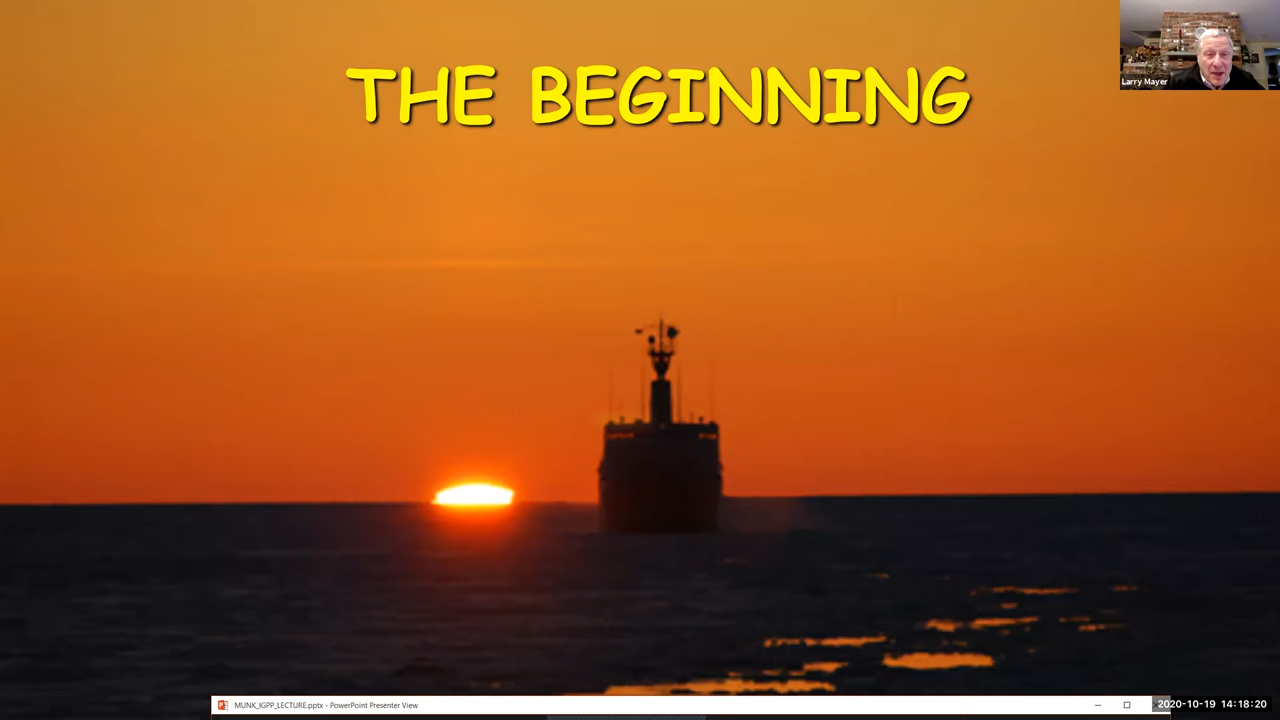 THE BEGINNING
Larry Mayer
MUNK_IGPP_LECTURE.pptx - PowerPoint Presenter View
2020-10-19 14:18:20